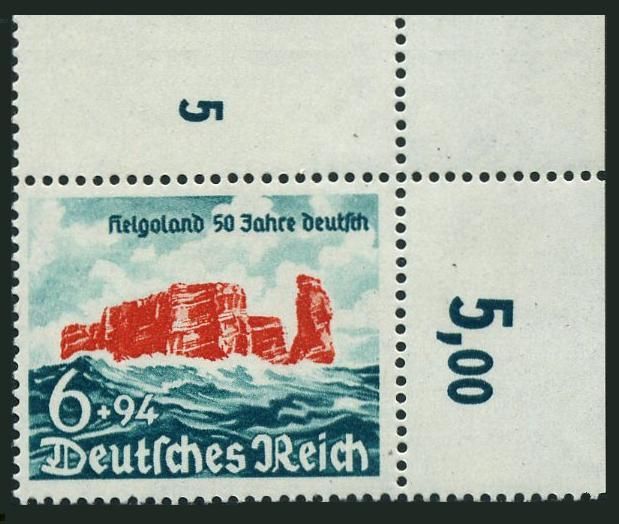 5
Helgoland 50 Jahre deutsch
5,00
6+94
Deutsches Reich